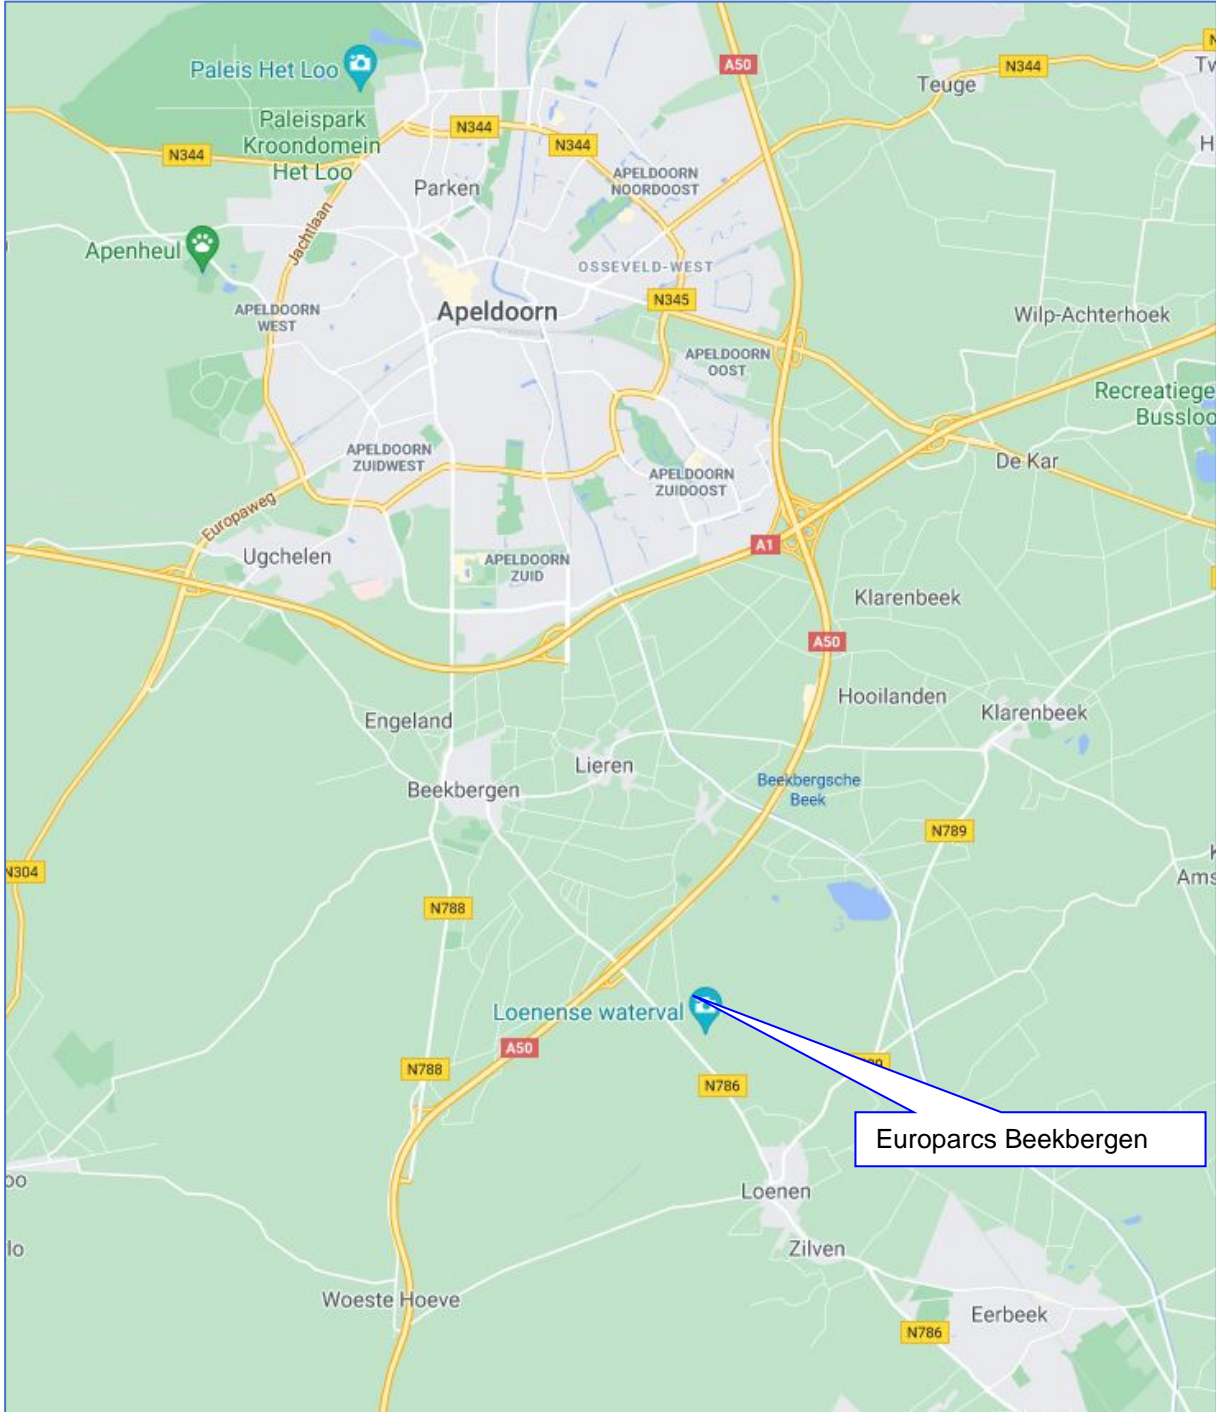 A50
N344
Teuge
Paleis Het Loo
Paleispark
Kroondomein
Het Loo
N344
N344
N344
Parken
APELDOORN
NOORDOOST
Jachtlaan
Apenheul
OSSEVELD-WEST
N345
APELDOORN
WEST
Apeldoorn
Wilp-Achterhoek
APELDOORN
OOST
Recreatiege
Bussloo
APELDOORN
ZUIDWEST
APELDOORN
ZUIDOOST
De Kar
Europaweg
A1
Ugchelen
APELDOORN
ZUID
Klarenbeek
A50
Hooilanden
Klarenbeek
Engeland
Lieren
Beekbergen
Beekbergsche
Beek
N789
N304
Ams
N788
Loenense waterval
A50
N788
N786
Europarcs Beekbergen
Loenen
Zilven
Woeste Hoeve
Eerbeek
N786